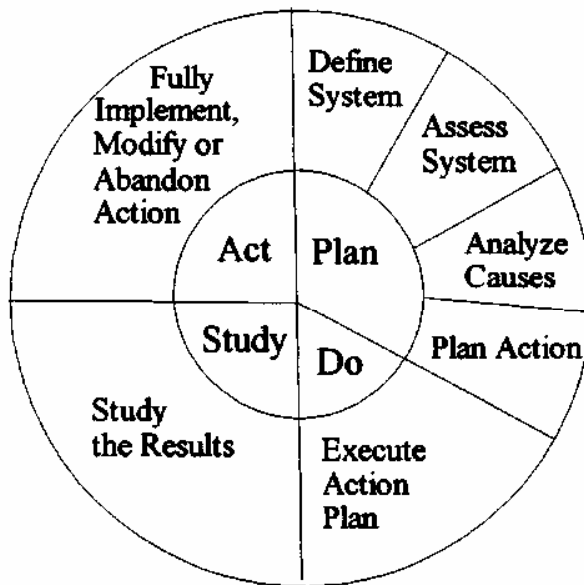 Fully
Implement,
Modify or
Abandon
Action
Define
System
Assess
System
Analyze
Causes
Plan Action
Act
Plan
Study
Do
Study
the Results
Execute
Action
Plan